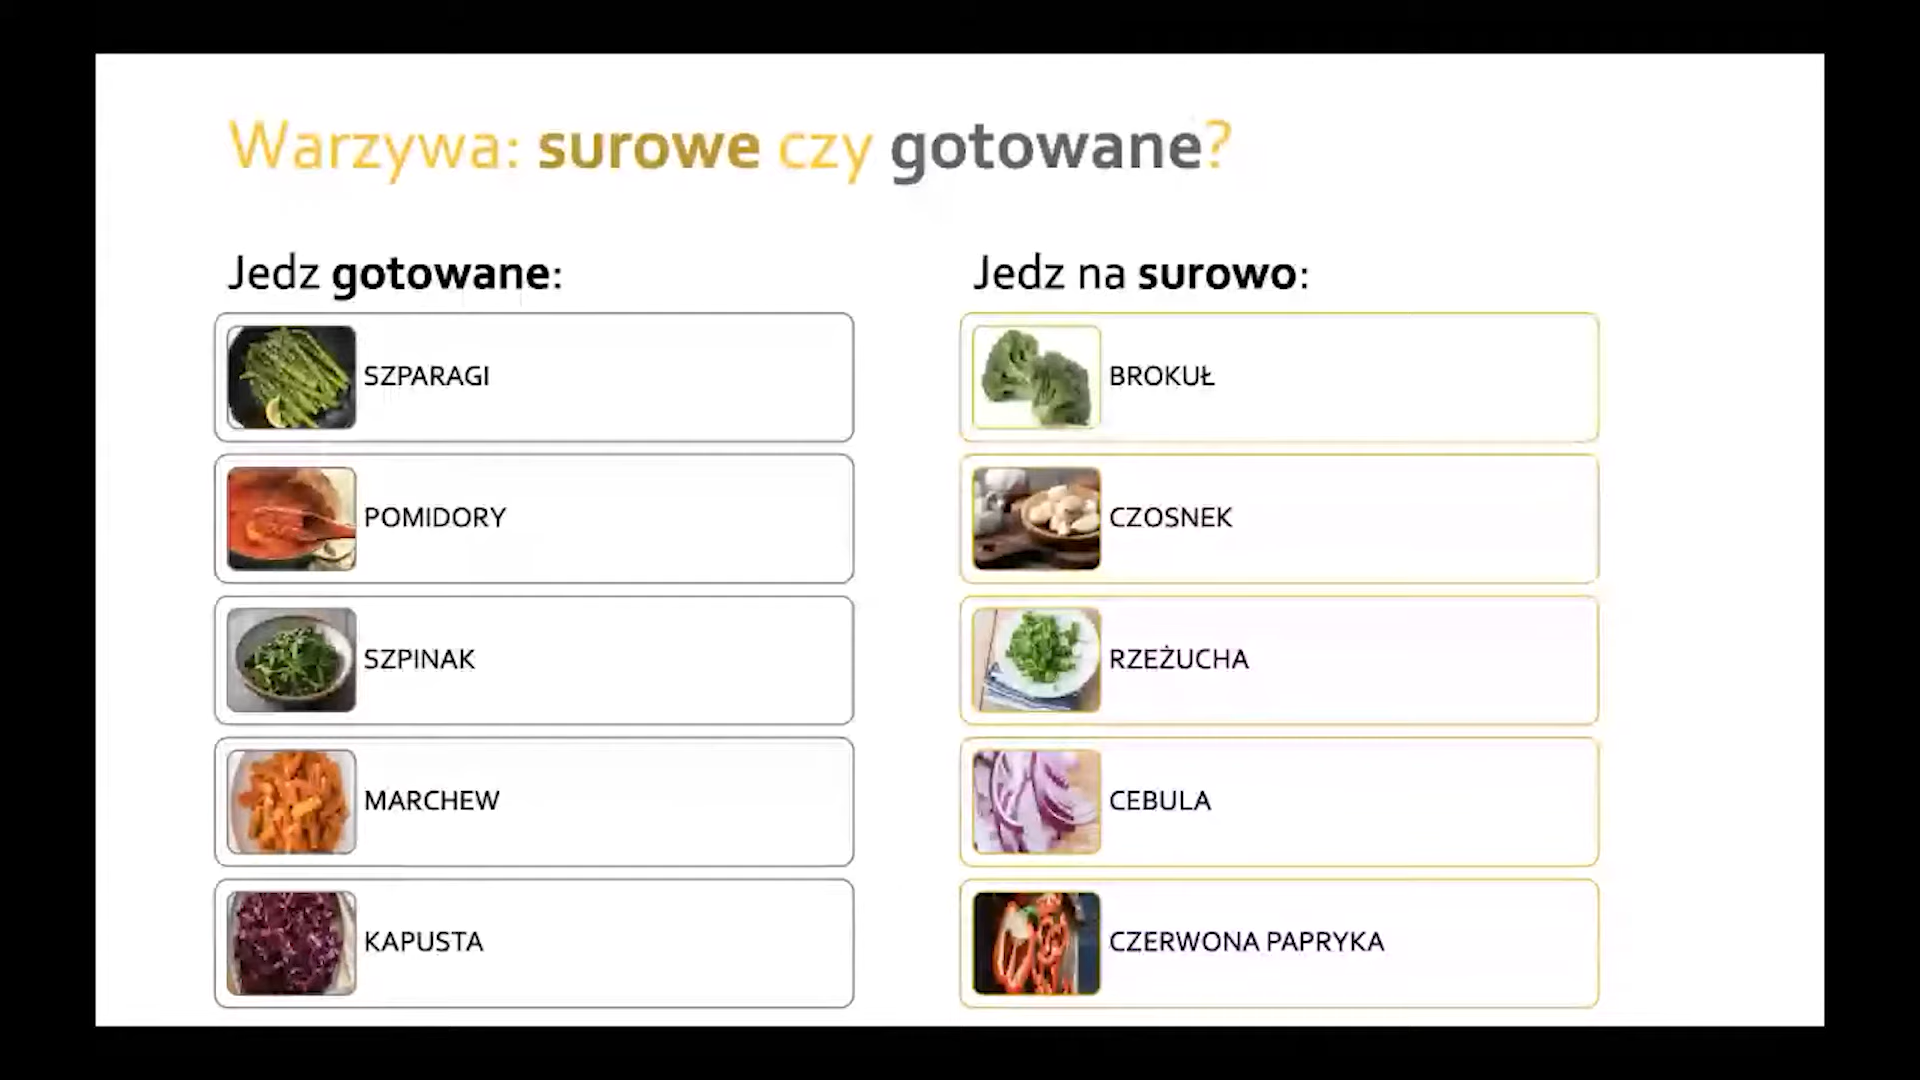 Warzywa: surowe czy gotowane?
Jedz gotowane:
SZPARAGI
POMIDORY
SZPINAK
MARCHEW
KAPUSTA
Jedz na surowo:
BROKUŁ
CZOSNEK
RZEŻUCHA
CEBULA
CZERWONA PAPRYKA